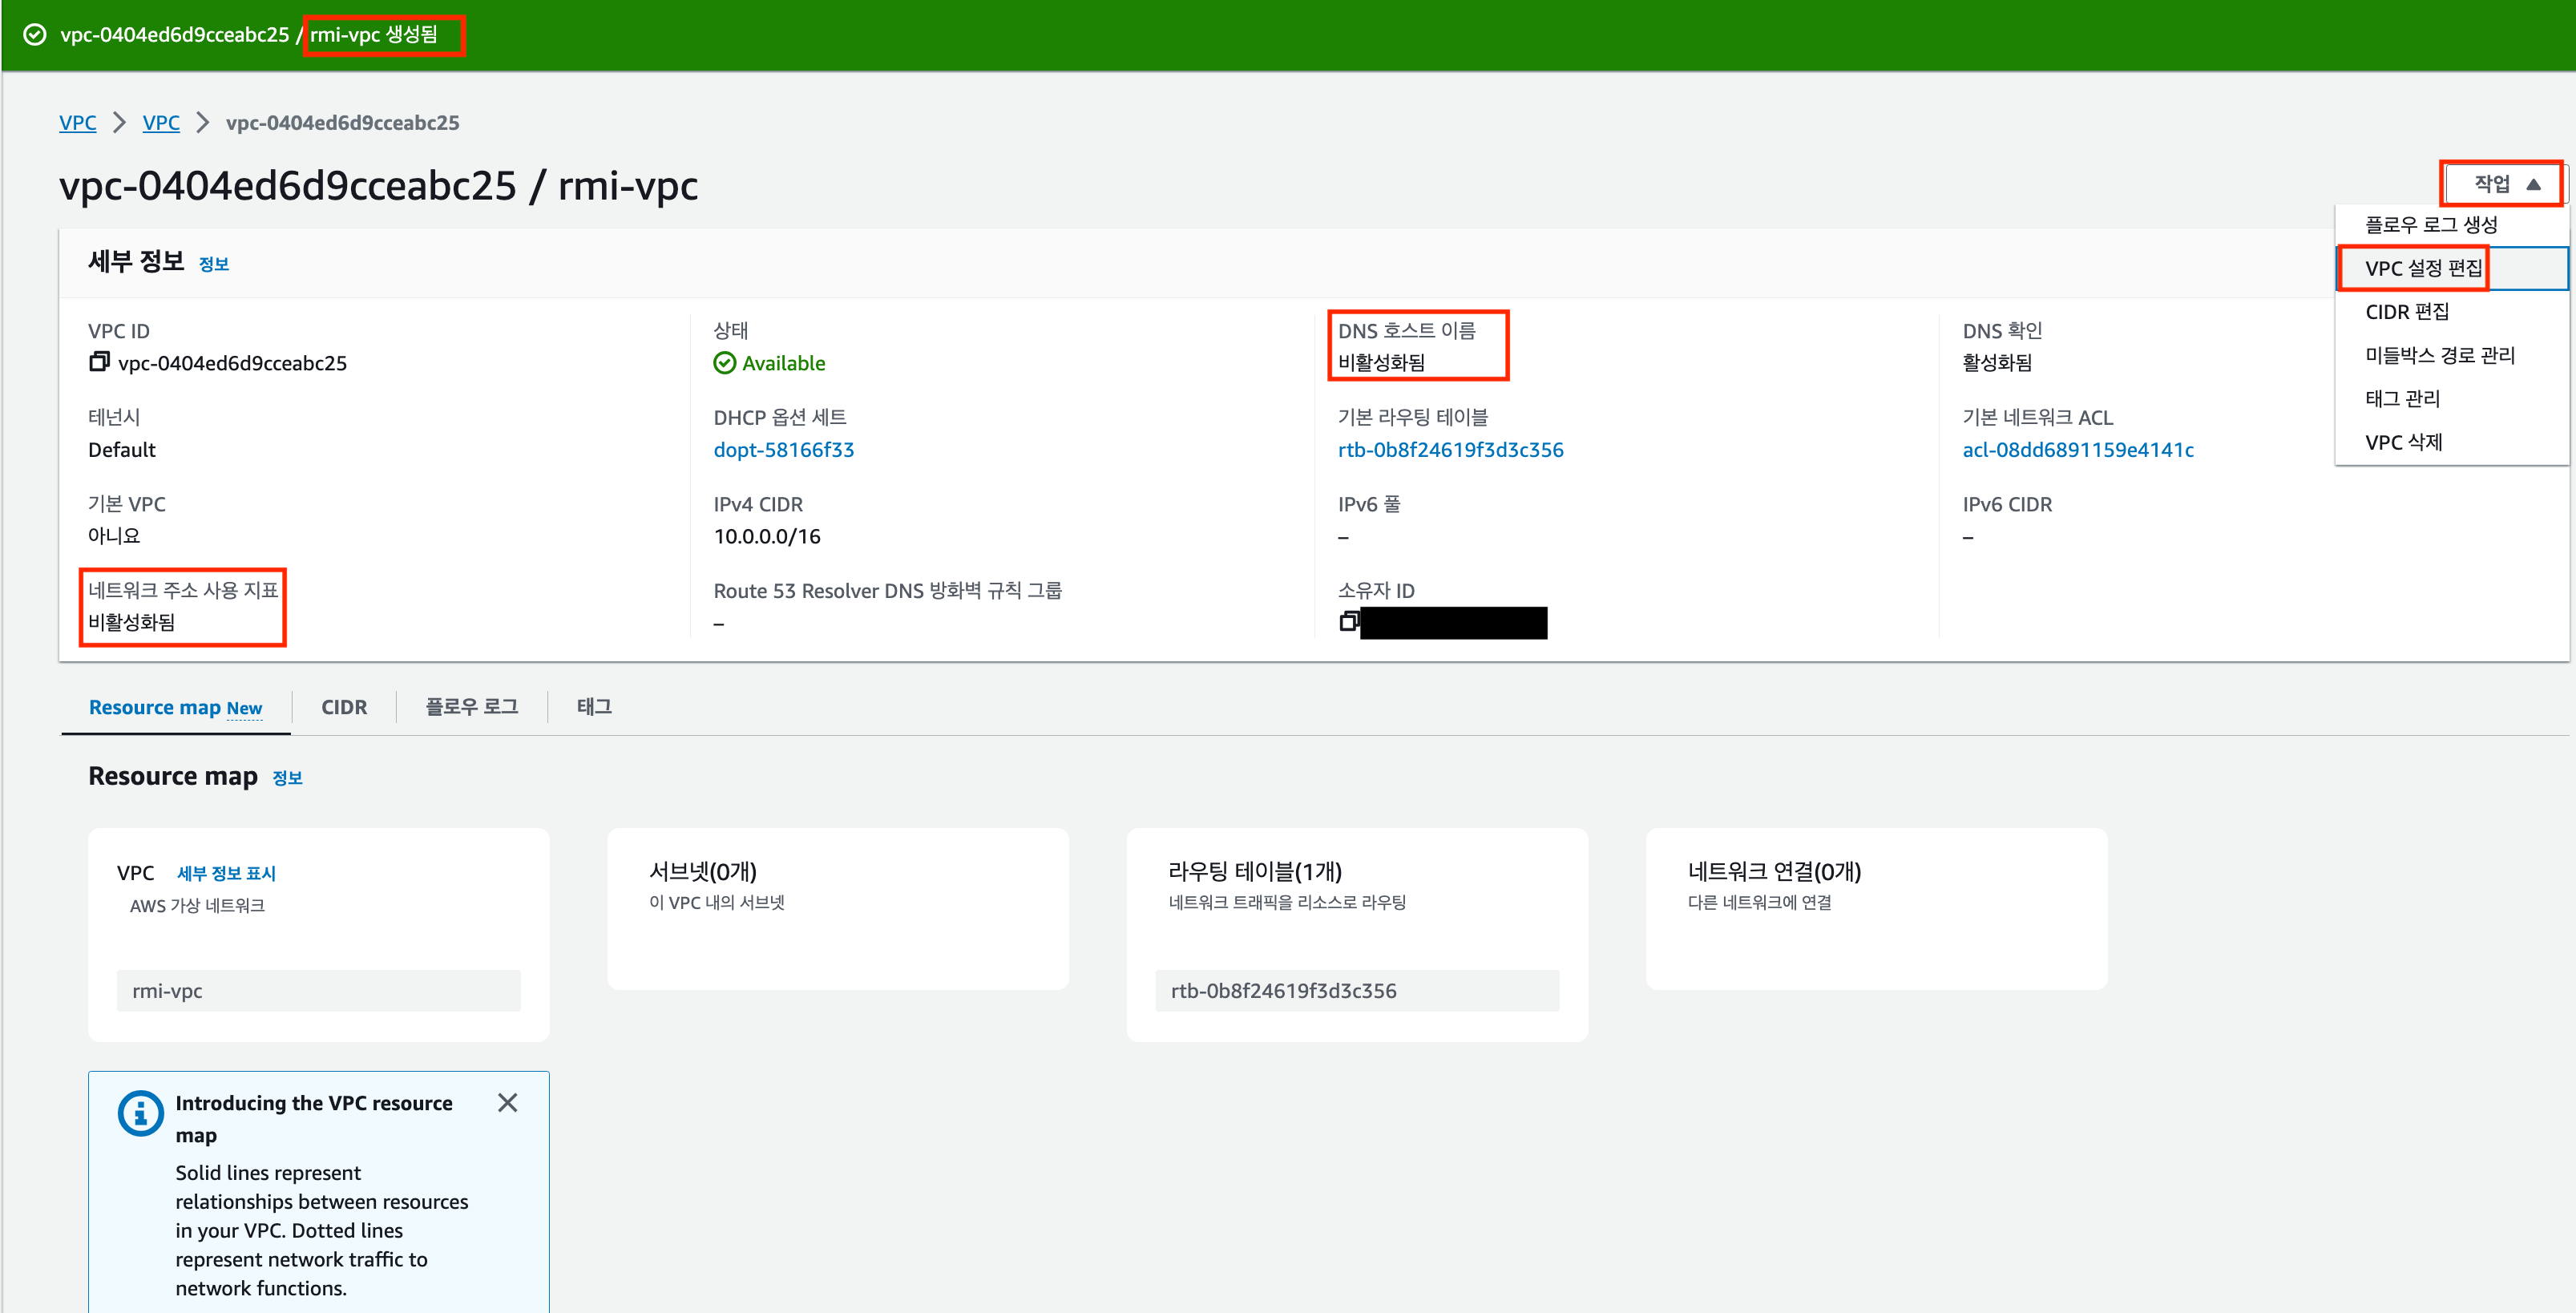 vpc-0404ed6d9cceabc25 / rmi-vpc 생성됨
VPC > VPC > vpc-0404ed6d9cceabc25
vpc-0404ed6d9cceabc25 / rmi-vpc
작업
플로우 로그 생성
VPC 설정 편집
CIDR 편집
미들박스 경로 관리
태그 관리
VPC 삭제
세부 정보 정보
VPC ID
vpc-0404ed6d9cceabc25
상태
Available
DNS 호스트 이름
비활성화됨
DNS 확인
활성화됨
테넌시
Default
DHCP 옵션 세트
dopt-58166f33
기본 라우팅 테이블
rtb-0b8f24619f3d3c356
기본 네트워크 ACL
acl-08dd6891159e4141c
기본 VPC
아니요
IPv4 CIDR
10.0.0.0/16
IPv6 풀
–
IPv6 CIDR
–
네트워크 주소 사용 지표
비활성화됨
Route 53 Resolver DNS 방화벽 규칙 그룹
–
소유자 ID
Resource map New
CIDR
플로우 로그
태그
Resource map 정보
VPC 세부 정보 표시
AWS 가상 네트워크
rmi-vpc
서브넷(0개)
이 VPC 내의 서브넷
라우팅 테이블(1개)
네트워크 트래픽을 리소스로 라우팅
rtb-0b8f24619f3d3c356
네트워크 연결(0개)
다른 네트워크에 연결
Introducing the VPC resource
map
Solid lines represent
relationships between resources
in your VPC. Dotted lines
represent network traffic to
network functions.